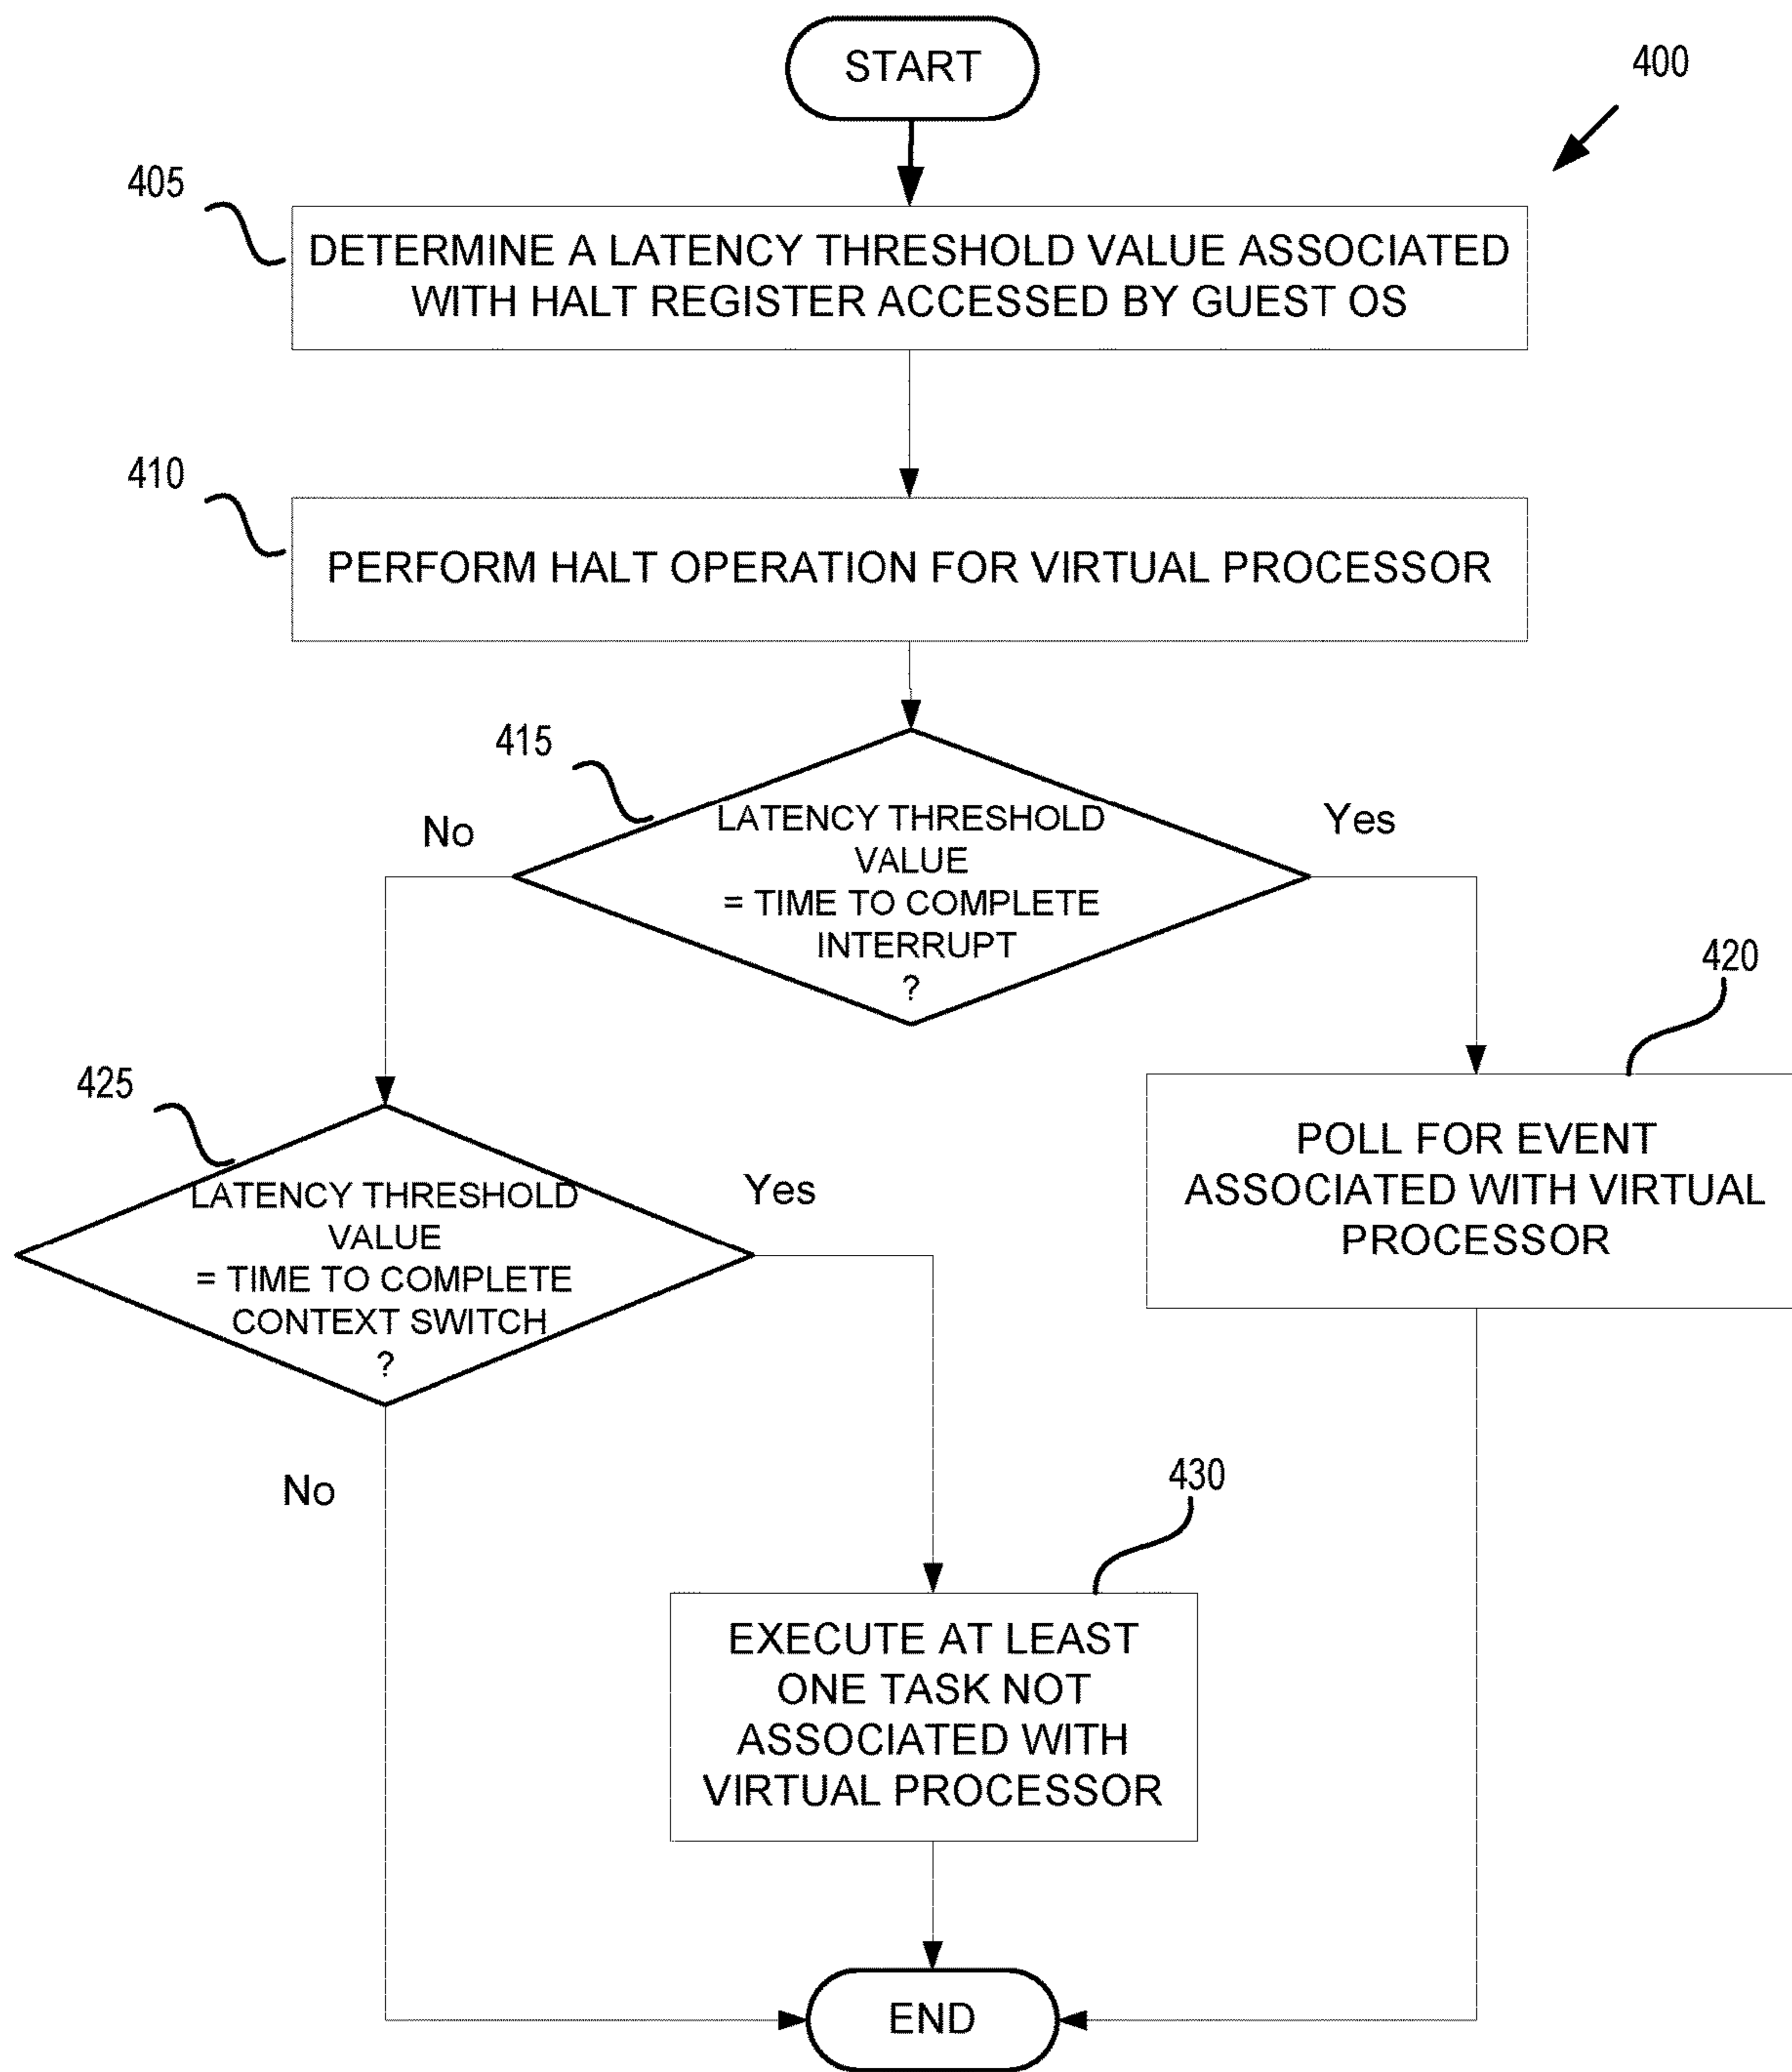 START
400
405
DETERMINE A LATENCY THRESHOLD VALUE ASSOCIATED
WITH HALT REGISTER ACCESSED BY GUEST OS
410
PERFORM HALT OPERATION FOR VIRTUAL PROCESSOR
415
LATENCY THRESHOLD
VALUE
= TIME TO COMPLETE
INTERRUPT
?
No
Yes
420
POLL FOR EVENT
ASSOCIATED WITH VIRTUAL
PROCESSOR
425
LATENCY THRESHOLD
VALUE
= TIME TO COMPLETE
CONTEXT SWITCH
?
Yes
No
430
EXECUTE AT LEAST
ONE TASK NOT
ASSOCIATED WITH
VIRTUAL PROCESSOR
END